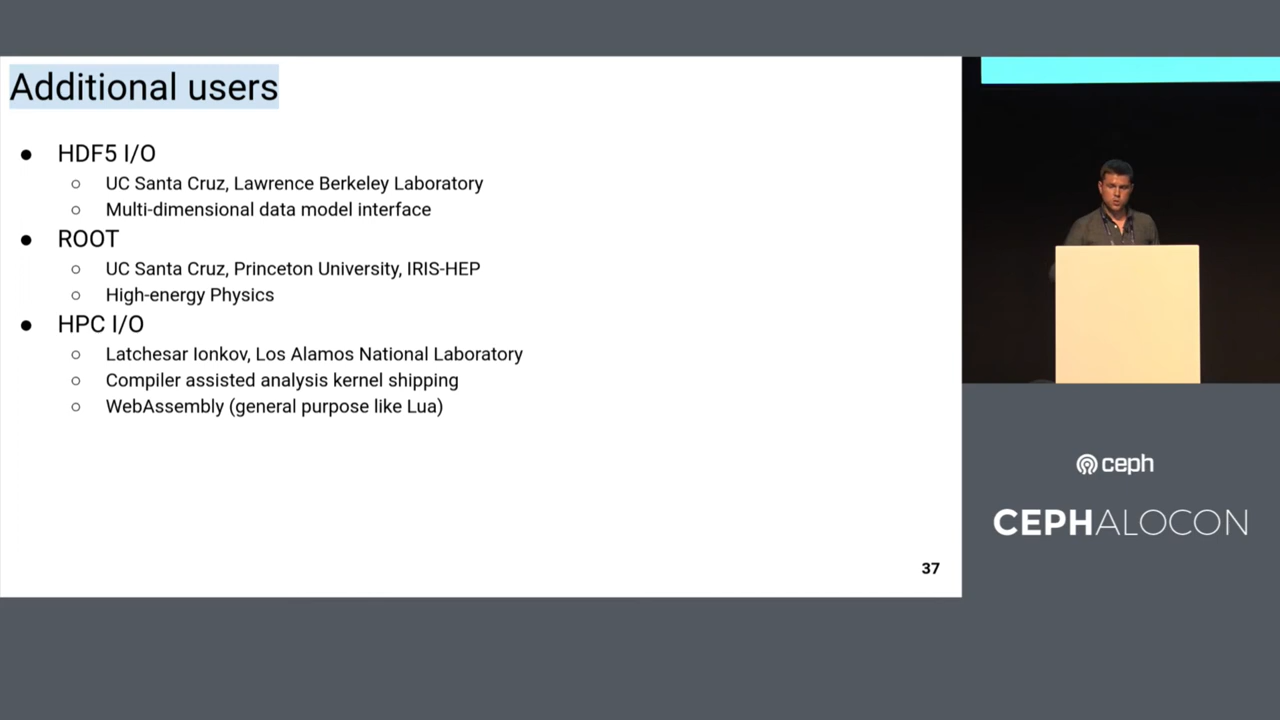 Additional users
● HDF5 I/O
○ UC Santa Cruz, Lawrence Berkeley Laboratory
○ Multi-dimensional data model interface
● ROOT
○ UC Santa Cruz, Princeton University, IRIS-HEP
○ High-energy Physics
● HPC I/O
○ Latchesar Ionkov, Los Alamos National Laboratory
○ Compiler assisted analysis kernel shipping
○ WebAssembly (general purpose like Lua)
37
ceph
CEPHALOCON